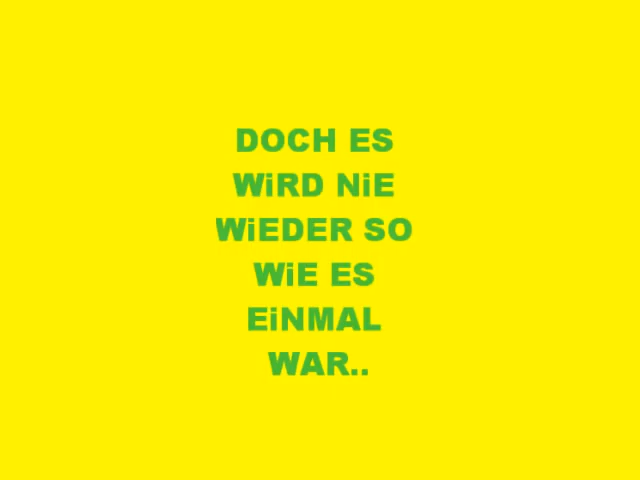 DOCH ES
WiRD NiE
WiEDER SO
WiE ES
EiNMAL
WAR..